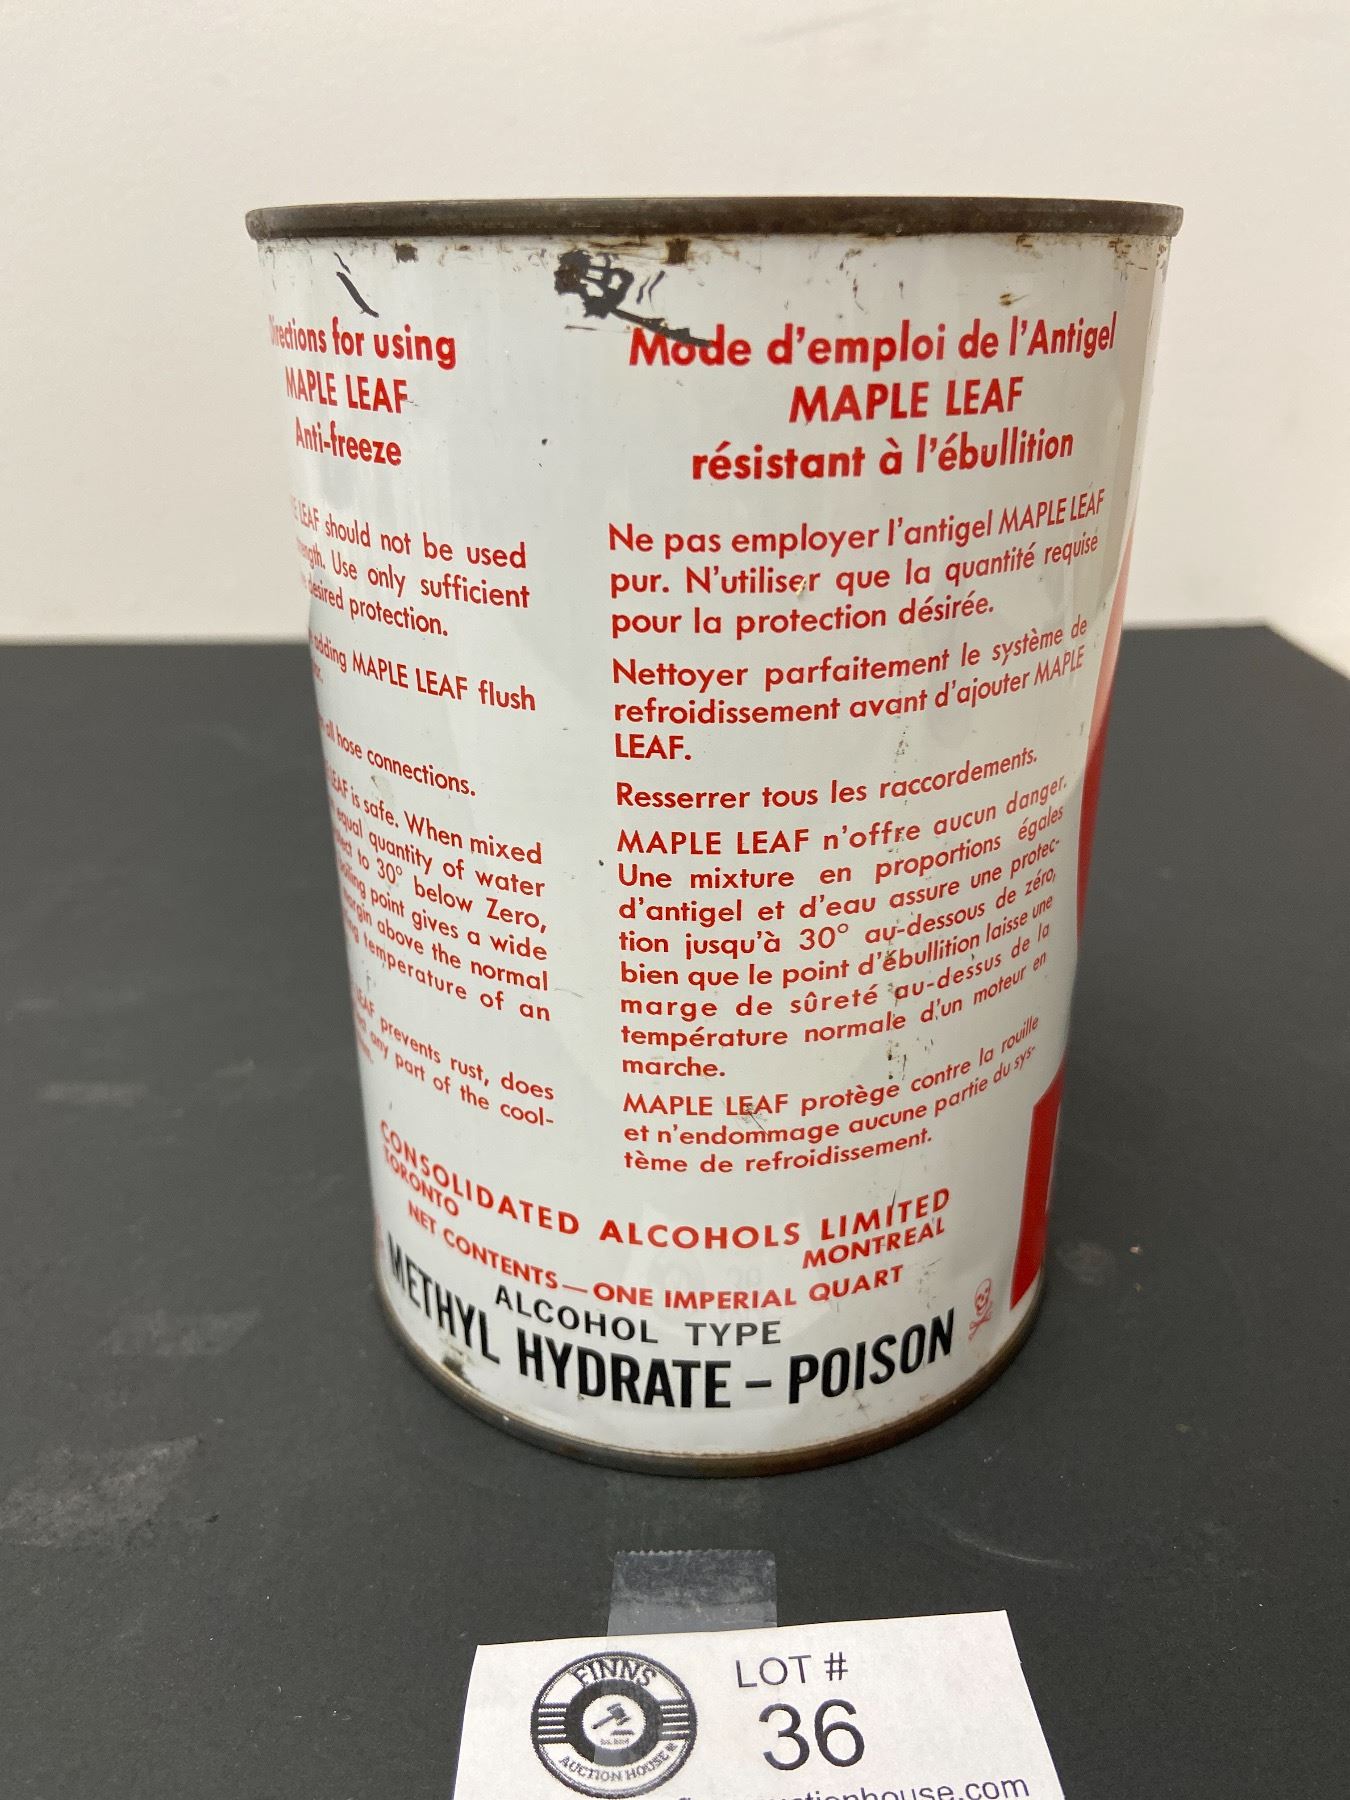 Directions for using
MAPLE LEAF
Anti-freeze
LEAF should not be used
Use only sufficient
desired protection.
adding MAPLE LEAF flush
all hose connections.
LEAF is safe. When mixed
equal quantity of water
to 30° below Zero,
boiling point gives a wide
margin above the normal
temperature of an
LEAF prevents rust, does
any part of the cool-
Mode d'emploi de l'Antigel
MAPLE LEAF
résistant à l'ébullition
Ne pas employer l'antigel MAPLE LEAF
pur. N'utiliser que la quantité requise
pour la protection désirée.
Nettoyer parfaitement le système de
refroidissement avant d'ajouter MAPLE
LEAF.
Resserrer tous les raccordements.
MAPLE LEAF n'offre aucun danger.
Une mixture en proportions égales
d'antigel et d'eau assure une protec-
tion jusqu'à 30° au-dessous de zéro,
bien que le point d'ébullition laisse une
marge de sûreté au-dessus de la
température normale d'un moteur en
marche.
MAPLE LEAF protège contre la rouille
et n'endommage aucune partie du sys-
tème de refroidissement.
CONSOLIDATED ALCOHOLS LIMITED
TORONTO MONTREAL
NET CONTENTS—ONE IMPERIAL QUART
ALCOHOL TYPE
METHYL HYDRATE – POISON
FINNS
AUCTION HOUSE
LOT #
36